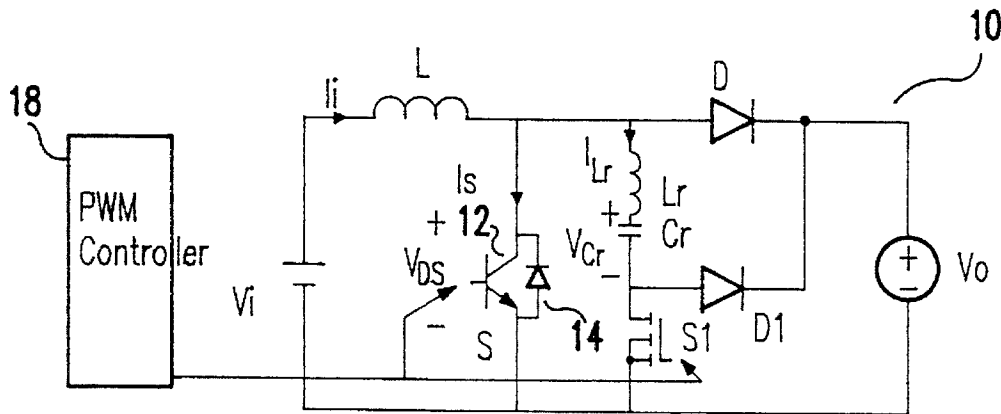 10
18
Ii
L
D
PWM
Controller
Is
ILr
Lr
Cr
+
+ 12
VDS
VCr
−
−
Vi
S
14
L
S1
D1
+
−
Vo